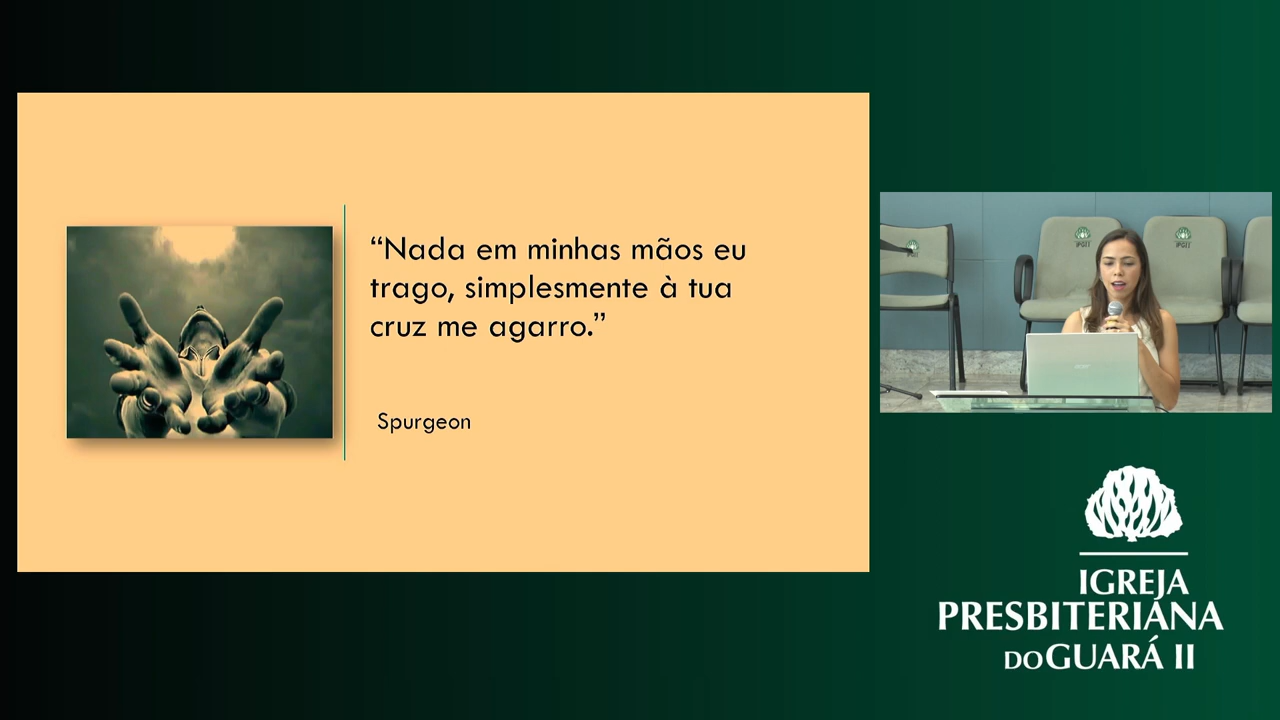 “Nada em minhas mãos eu
trago, simplesmente à tua
cruz me agarro.”
Spurgeon
IGREJA
PRESBITERIANA
DO GUARÁ II